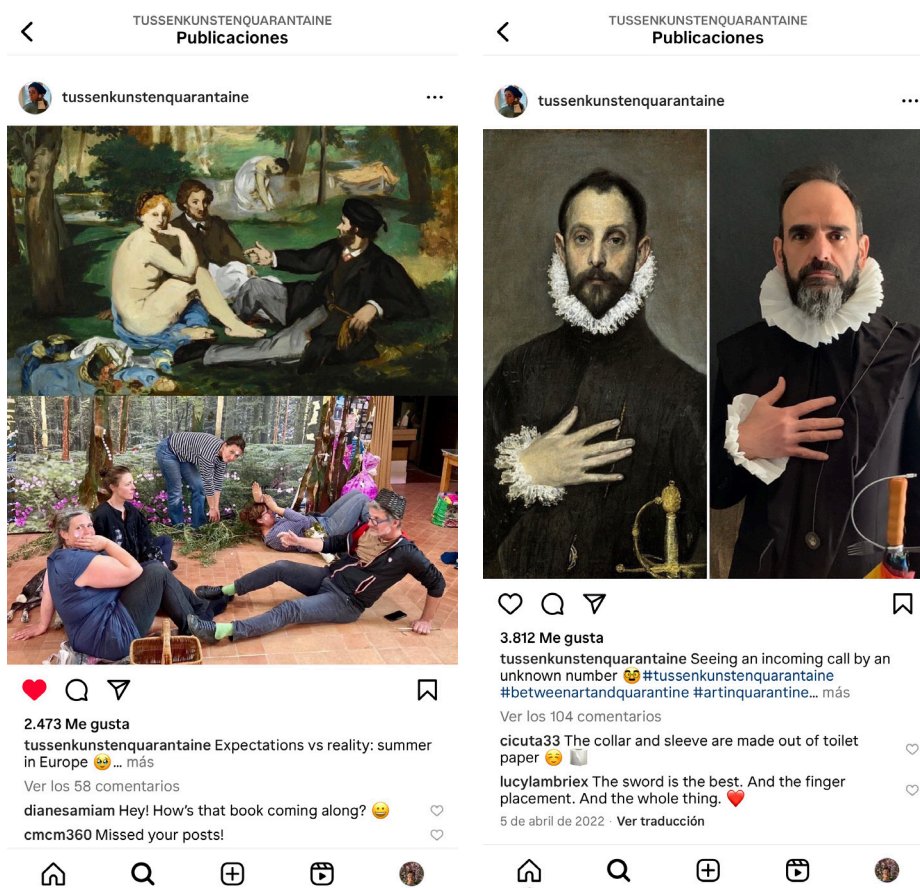 TUSSENKUNSTENQUARANTAINE
Publicaciones
tussenkunstenquarantaine
2.473 Me gusta
tussenkunstenquarantaine Expectations vs reality: summer
in Europe 🥹... más
Ver los 58 comentarios
dianesamiam Hey! How's that book coming along? 😀
cmcm360 Missed your posts!
TUSSENKUNSTENQUARANTAINE
Publicaciones
tussenkunstenquarantaine
3.812 Me gusta
tussenkunstenquarantaine Seeing an incoming call by an
unknown number 🥸 #tussenkunstenquarantaine
#betweenartandquarantine #artinquarantine... más
Ver los 104 comentarios
cicuta33 The collar and sleeve are made out of toilet
paper ☺️ 🧻
lucylambriex The sword is the best. And the finger
placement. And the whole thing. ❤️
5 de abril de 2022 · Ver traducción